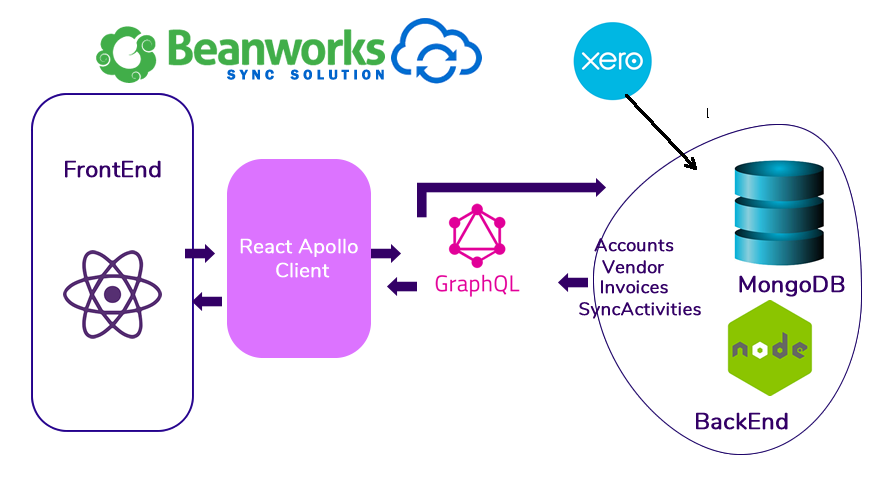 Beanworks
SYNC SOLUTION
xero
FrontEnd
React Apollo
Client
GraphQL
Accounts
Vendor
Invoices
SyncActivities
MongoDB
node
BackEnd